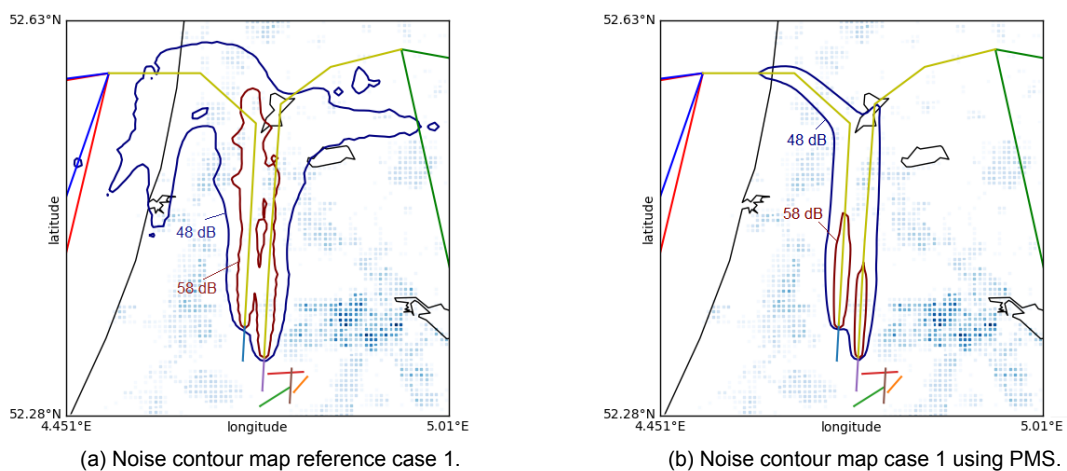 52.63°N
latitude
48 dB
58 dB
52.28°N
4.451°E
longitude
5.01°E
(a) Noise contour map reference case 1.
52.63°N
latitude
48 dB
58 dB
52.28°N
4.451°E
longitude
5.01°E
(b) Noise contour map case 1 using PMS.